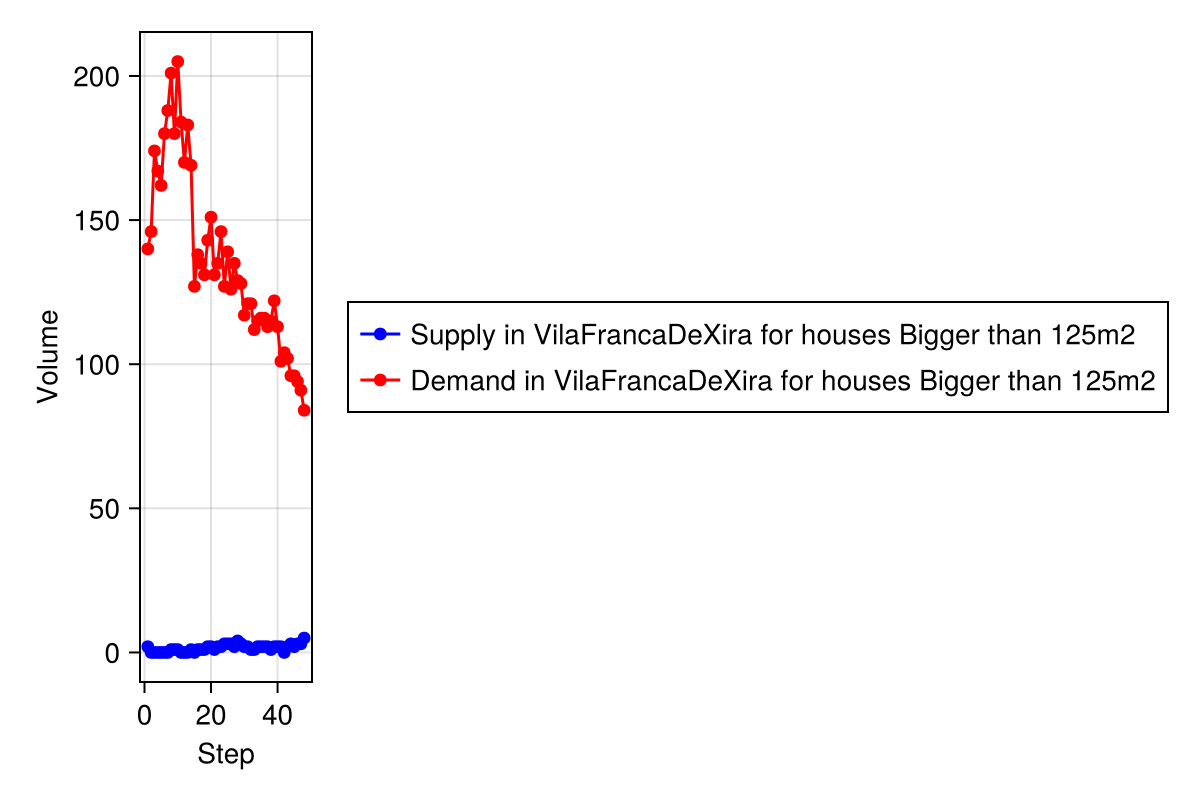 200
150
100
50
0
Volume
0 20 40
Step
Supply in VilaFrancaDeXira for houses Bigger than 125m2
Demand in VilaFrancaDeXira for houses Bigger than 125m2